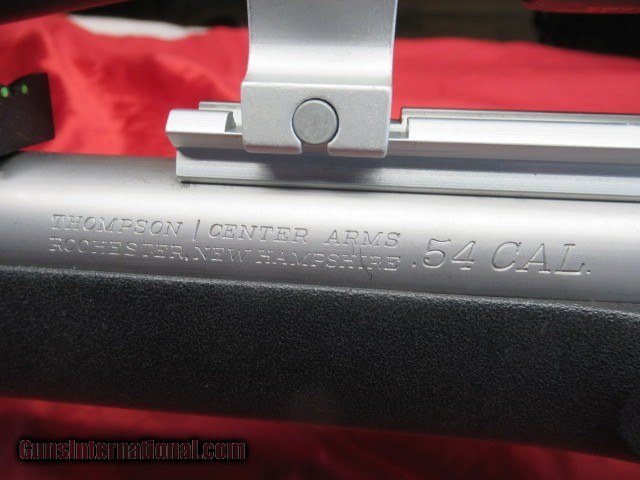 THOMPSON / CENTER ARMS
ROCHESTER, NEW HAMPSHIRE
.54 CAL.
GunsInternational.com